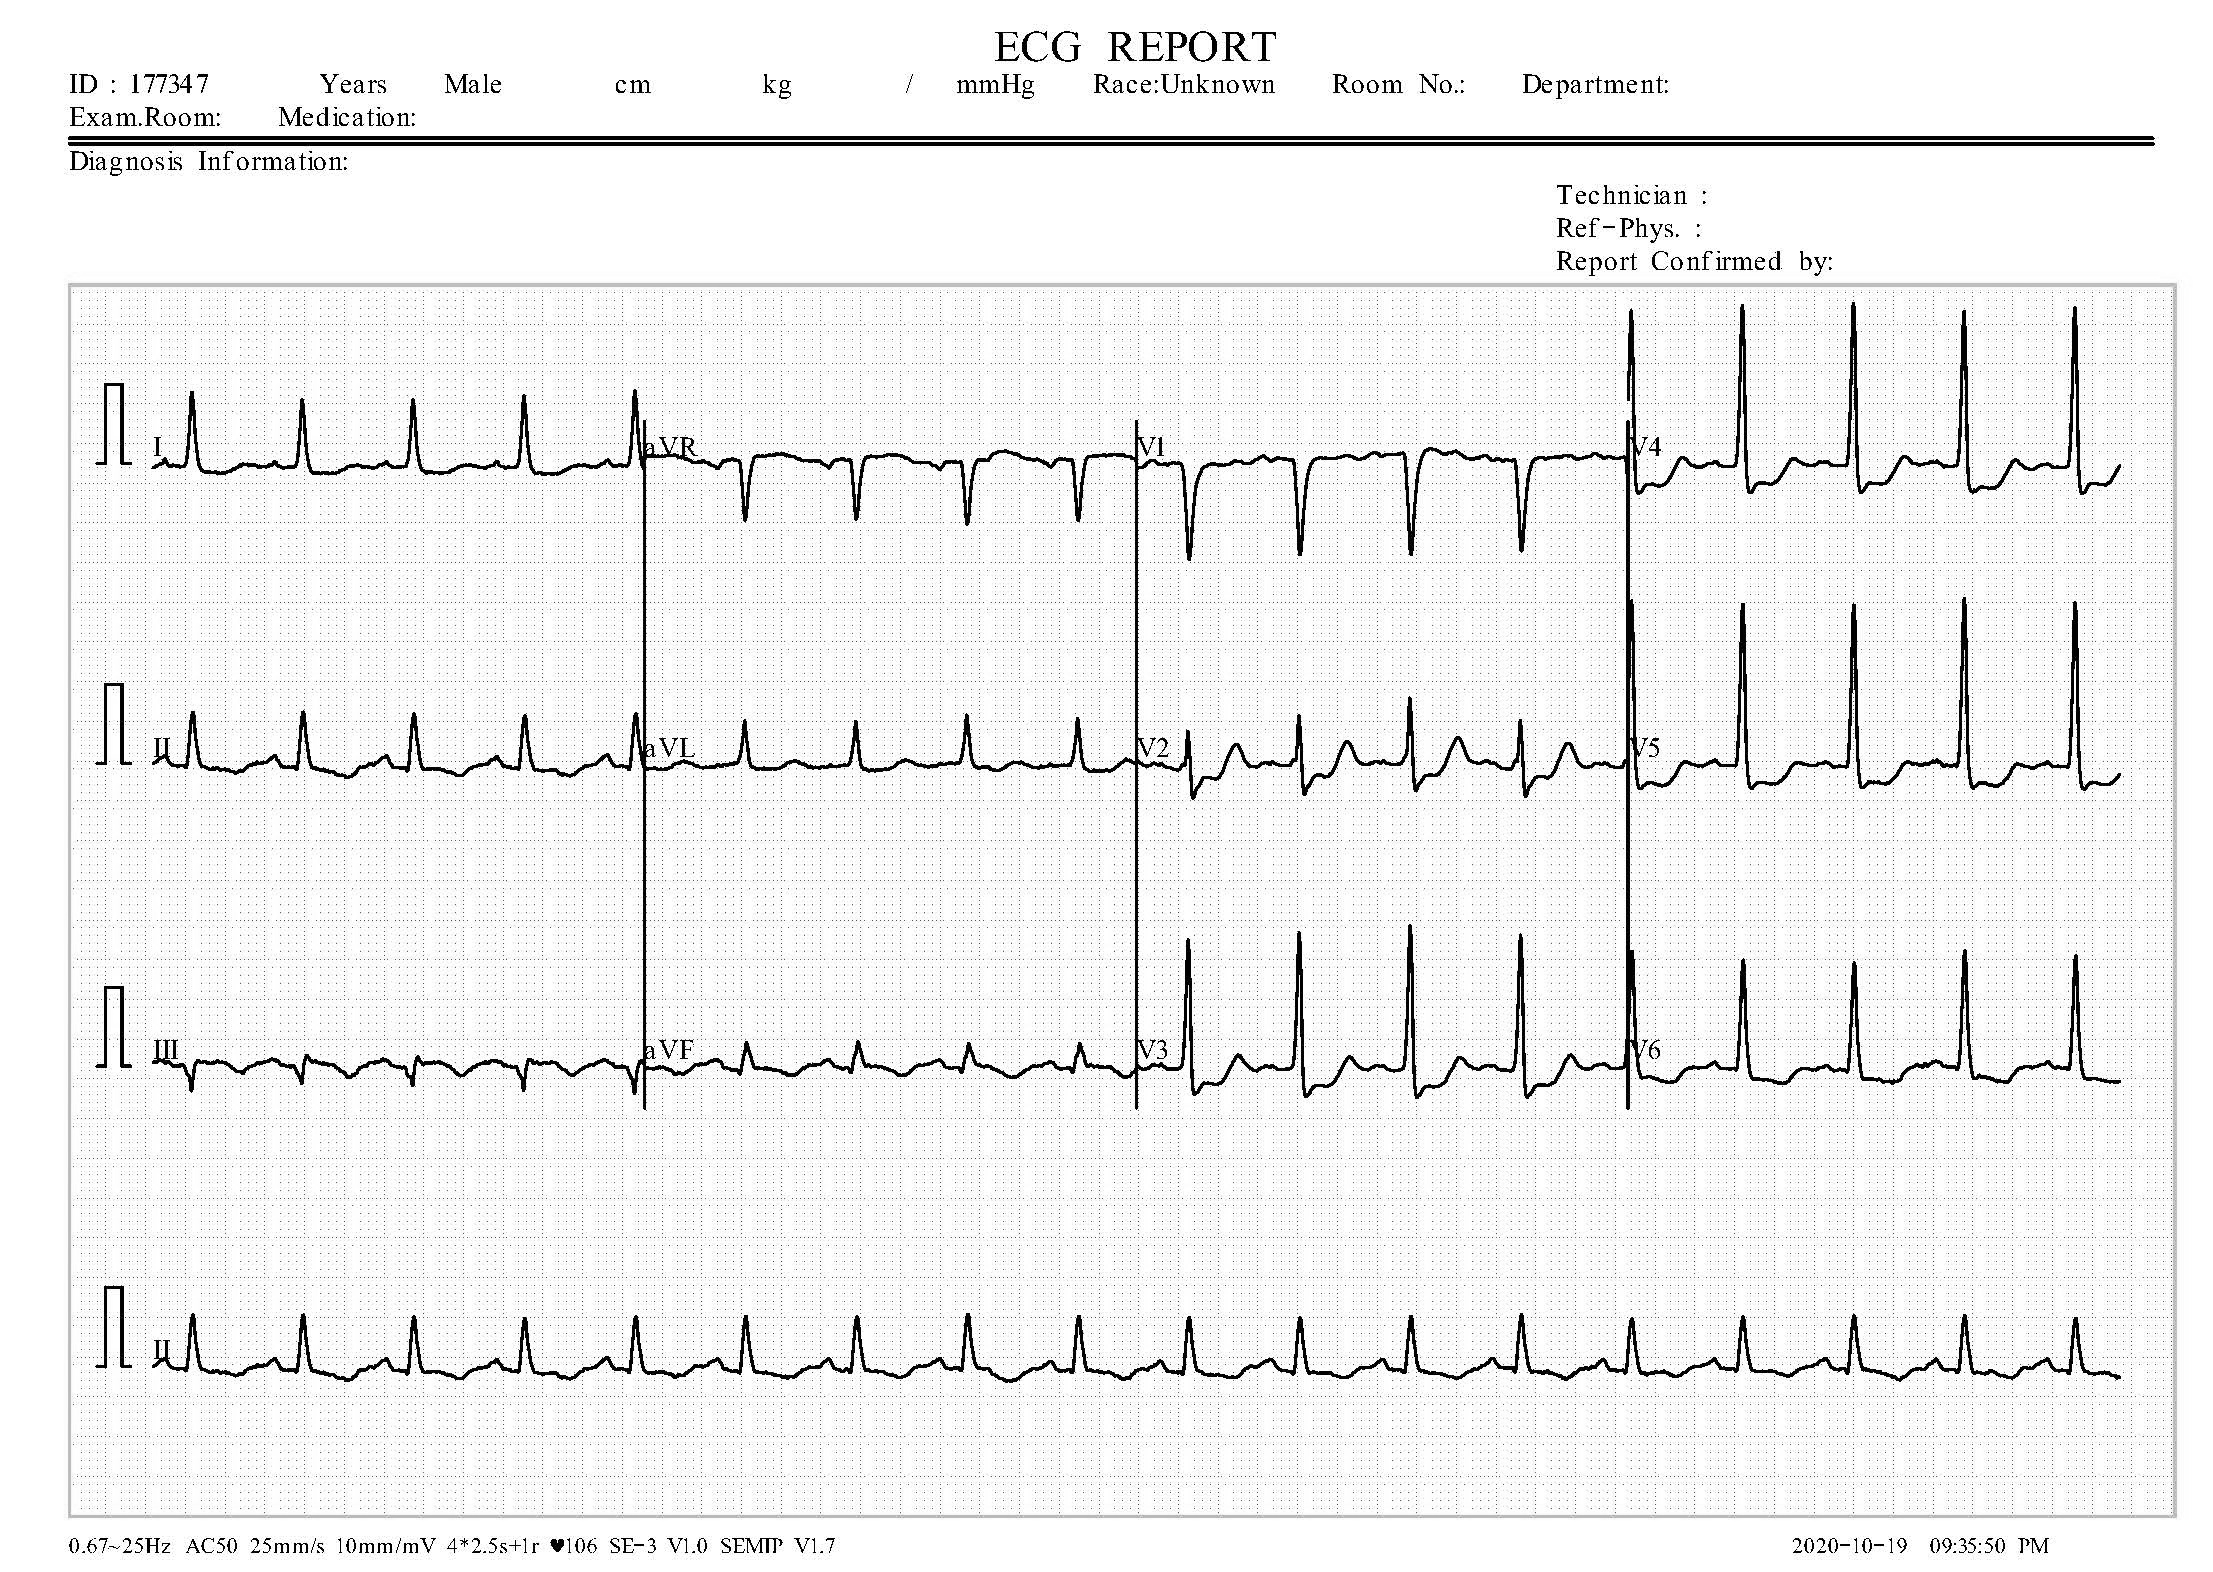 ECG REPORT
ID : 177347 Years Male cm kg / mmHg Race:Unknown Room No.: Department:
Exam.Room: Medication:
Diagnosis Information:
Technician :
Ref-Phys. :
Report Confirmed by:
I aVR V1 V4
II aVL V2 V5
III aVF V3 V6
II
0.67~25Hz AC50 25mm/s 10mm/mV 4*2.5s+1r ♥106 SE-3 V1.0 SEMIP V1.7 2020-10-19 09:35:50 PM